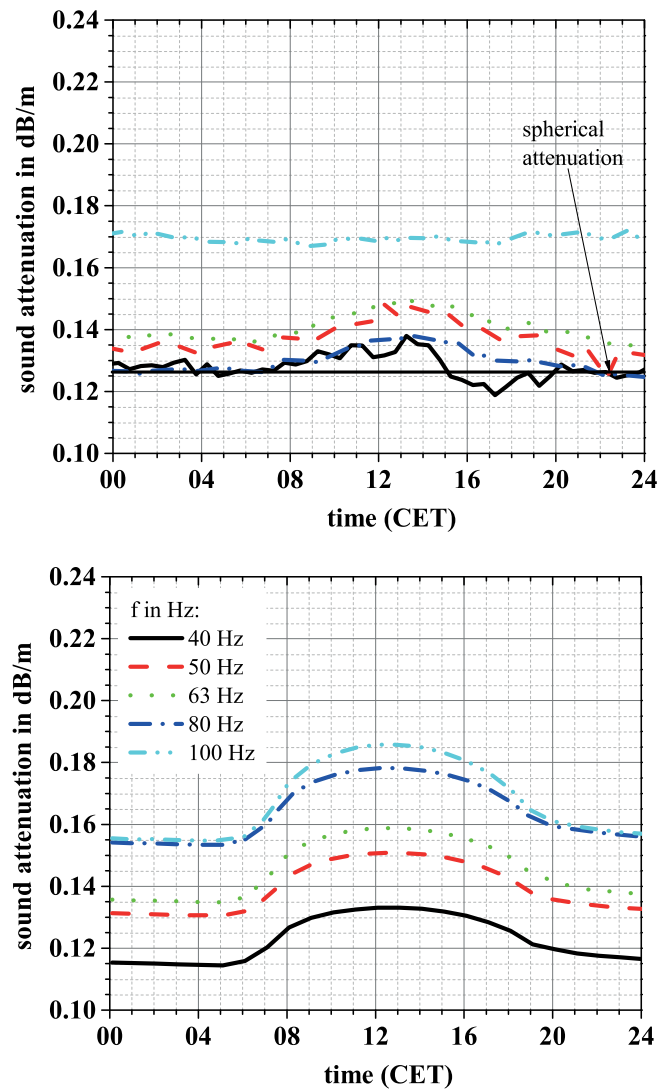 0.24
0.22
0.20
0.18
0.16
0.14
0.12
0.10
sound attenuation in dB/m
spherical
attenuation
00 04 08 12 16 20 24
time (CET)
0.24
0.22
0.20
0.18
0.16
0.14
0.12
0.10
sound attenuation in dB/m
f in Hz:
40 Hz
50 Hz
63 Hz
80 Hz
100 Hz
00 04 08 12 16 20 24
time (CET)